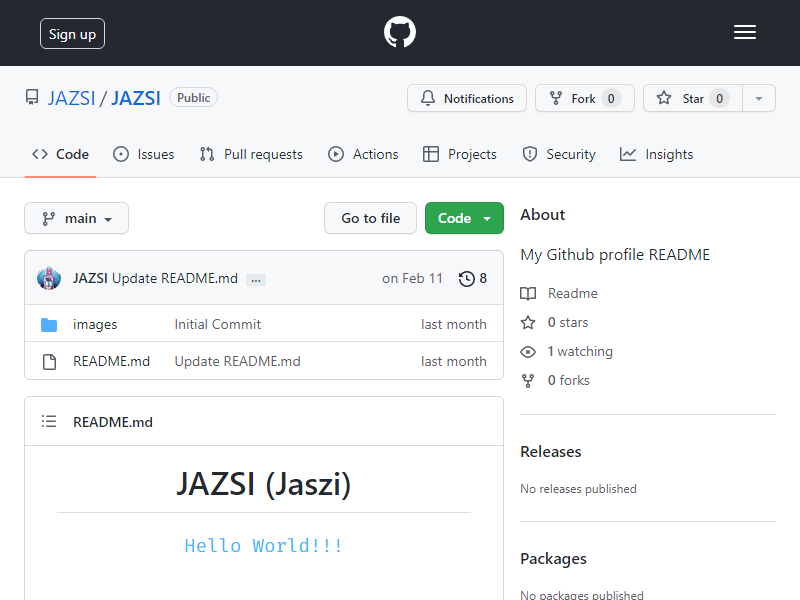 Sign up
JAZSI / JAZSI Public
Notifications Fork 0 Star 0
Code Issues Pull requests Actions Projects Security Insights
main Go to file Code
JAZSI Update README.md ... on Feb 11 8
images Initial Commit last month
README.md Update README.md last month
README.md
JAZSI (Jaszi)
Hello World!!!
About
My Github profile README
Readme
0 stars
1 watching
0 forks
Releases
No releases published
Packages
No packages published